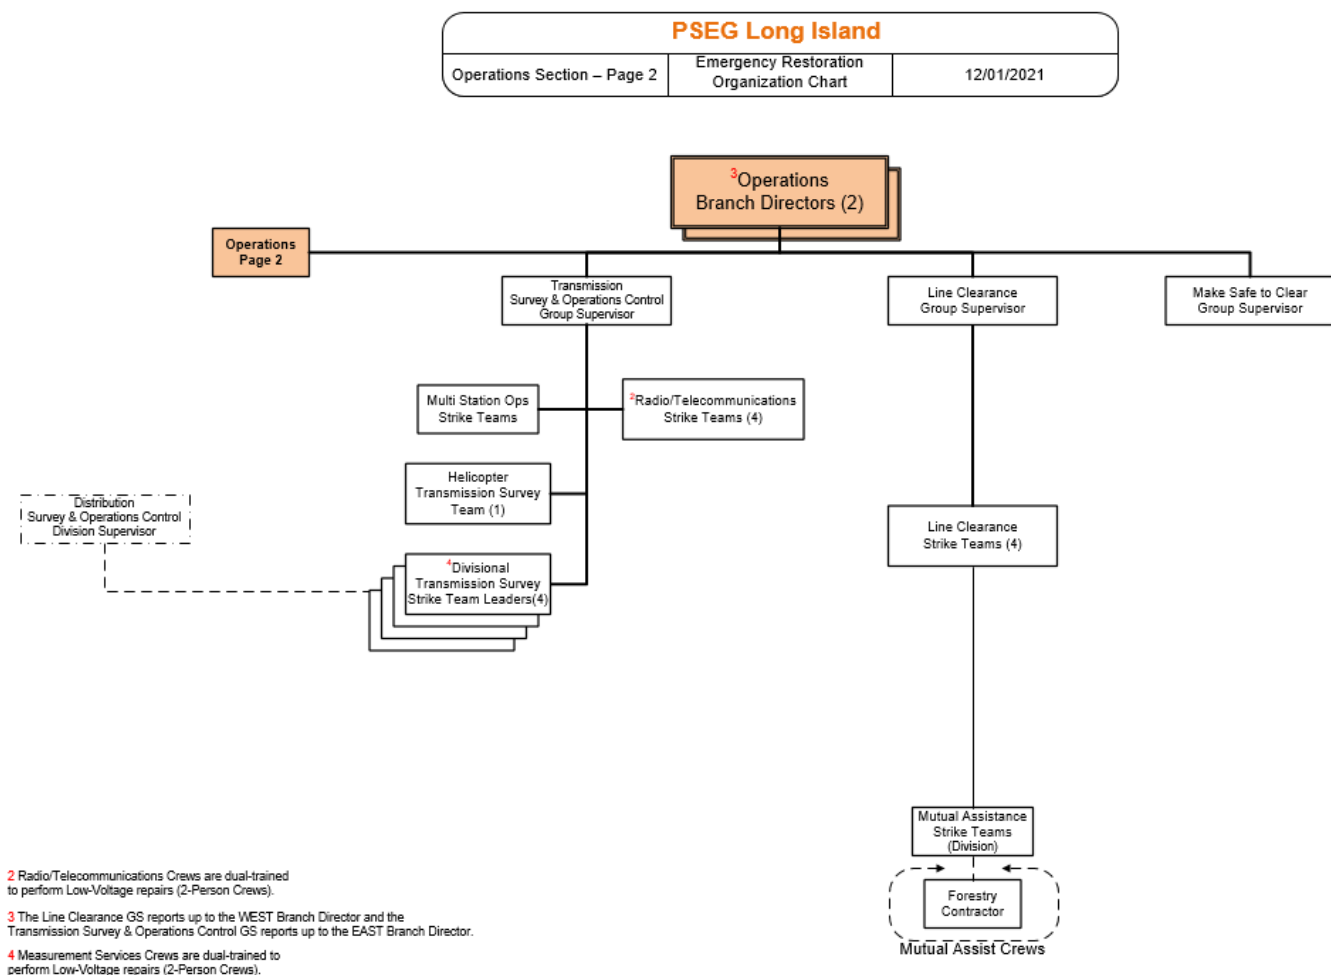 PSEG Long Island
Operations Section – Page 2
Emergency Restoration
Organization Chart
12/01/2021
3Operations
Branch Directors (2)
Operations
Page 2
Transmission
Survey & Operations Control
Group Supervisor
Line Clearance
Group Supervisor
Make Safe to Clear
Group Supervisor
Multi Station Ops
Strike Teams
2Radio/Telecommunications
Strike Teams (4)
Helicopter
Transmission Survey
Team (1)
Distribution
Survey & Operations Control
Division Supervisor
Line Clearance
Strike Teams (4)
4Divisional
Transmission Survey
Strike Team Leaders(4)
Mutual Assistance
Strike Teams
(Division)
Forestry
Contractor
Mutual Assist Crews
2 Radio/Telecommunications Crews are dual-trained
to perform Low-Voltage repairs (2-Person Crews).
3 The Line Clearance GS reports up to the WEST Branch Director and the
Transmission Survey & Operations Control GS reports up to the EAST Branch Director.
4 Measurement Services Crews are dual-trained to
perform Low-Voltage repairs (2-Person Crews).